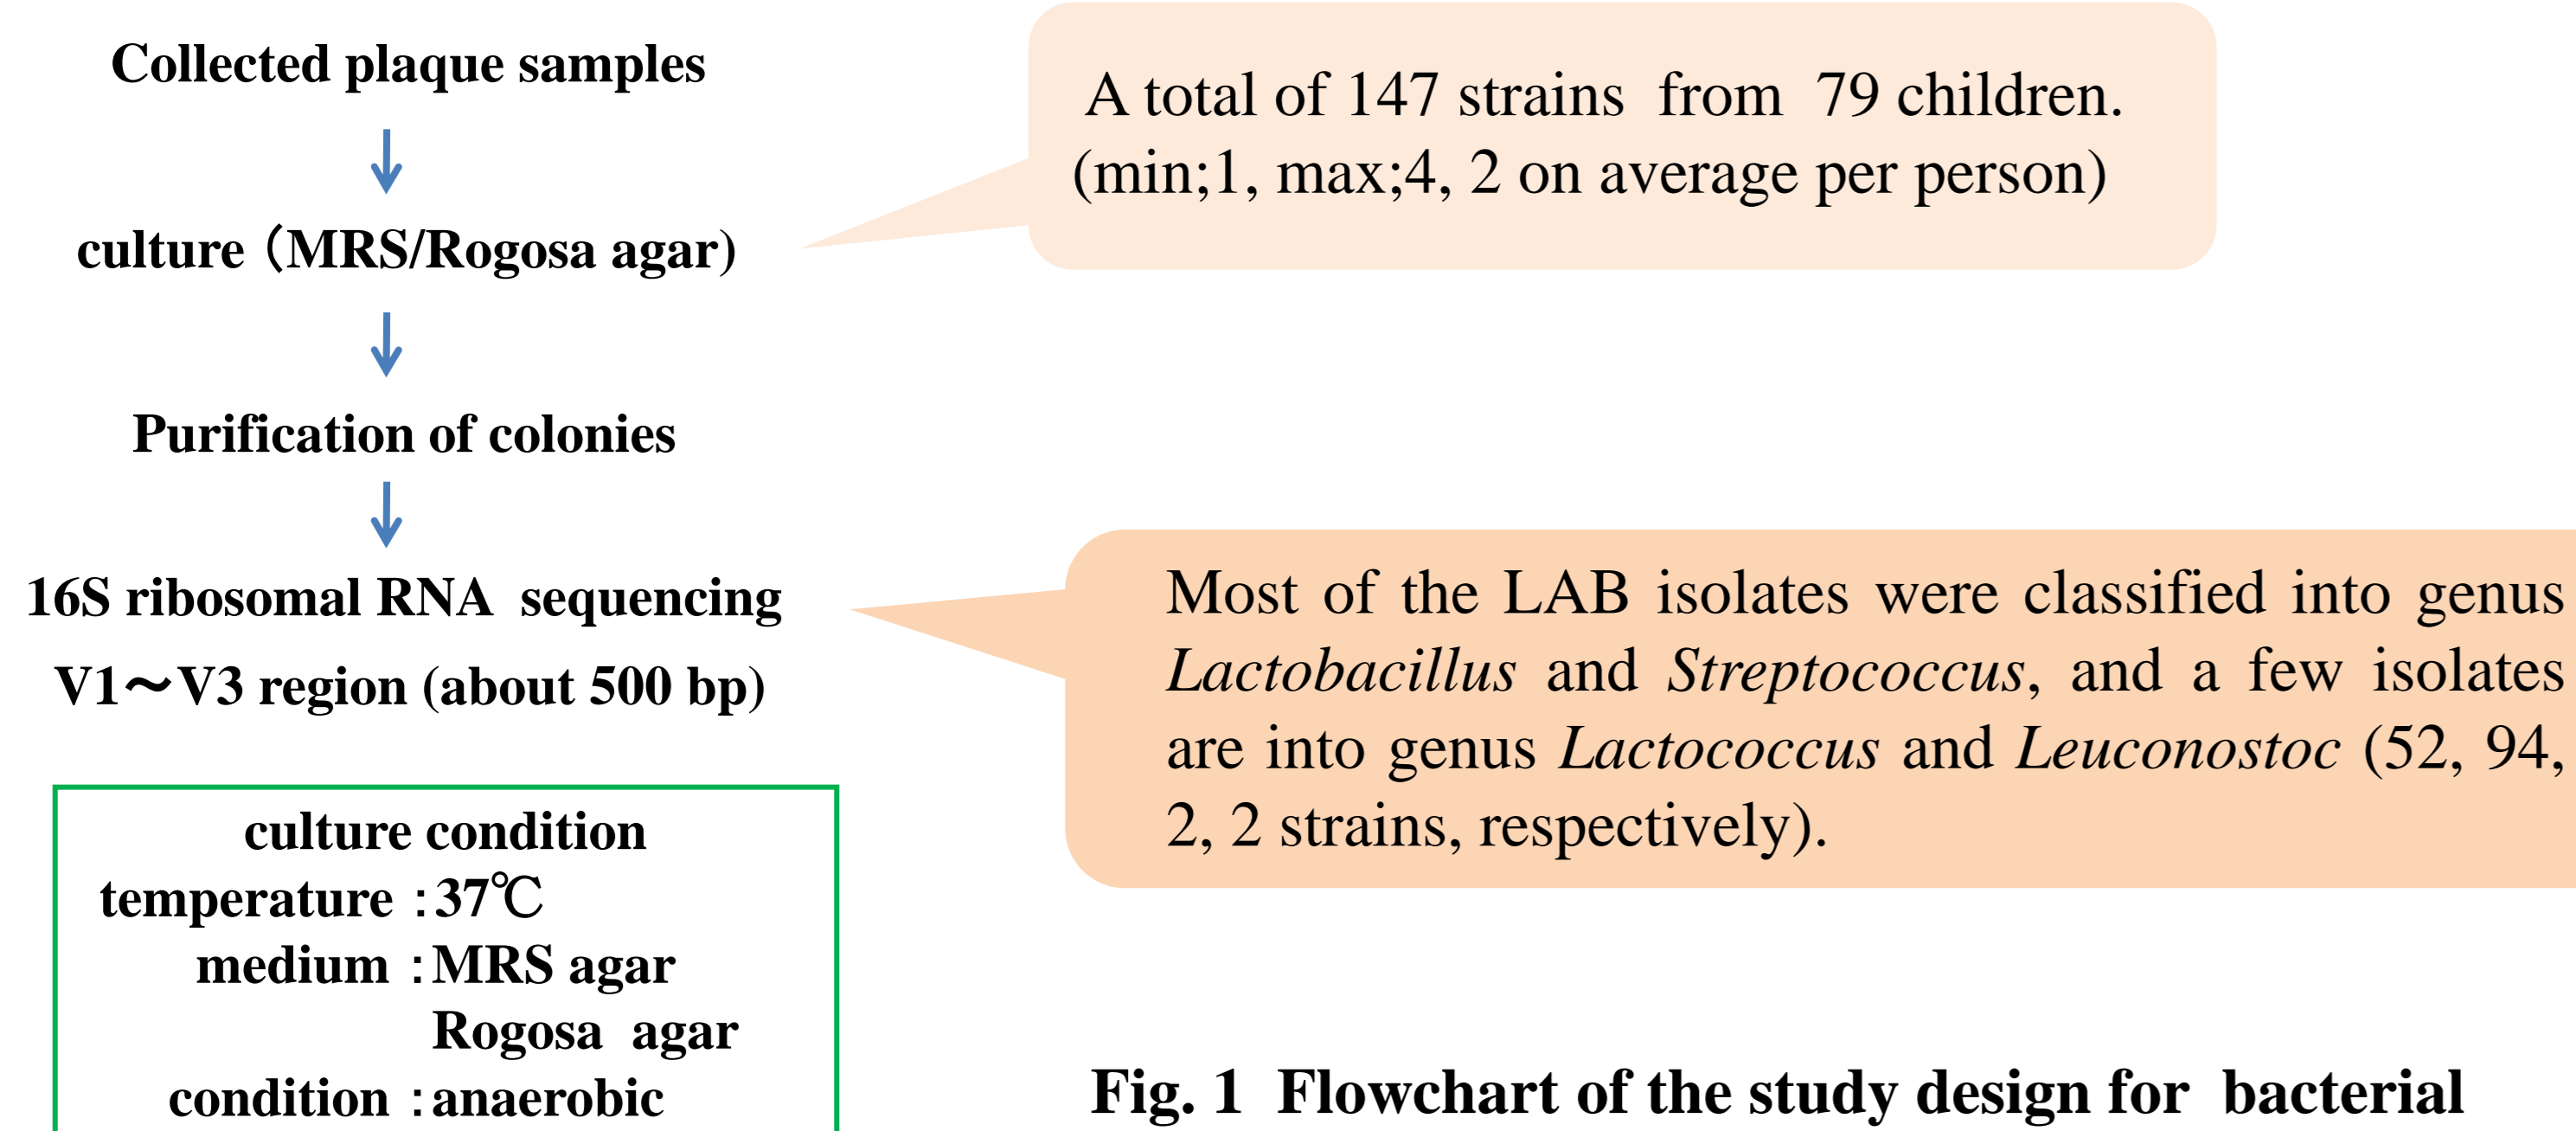 Collected plaque samples
culture（MRS/Rogosa agar)
Purification of colonies
16S ribosomal RNA sequencing
V1～V3 region (about 500 bp)
culture condition
temperature：37℃
medium：MRS agar
Rogosa agar
condition：anaerobic
A total of 147 strains from 79 children.
(min;1, max;4, 2 on average per person)
Most of the LAB isolates were classified into genus
Lactobacillus and Streptococcus, and a few isolates
are into genus Lactococcus and Leuconostoc (52, 94,
2, 2 strains, respectively).
Fig. 1 Flowchart of the study design for bacterial